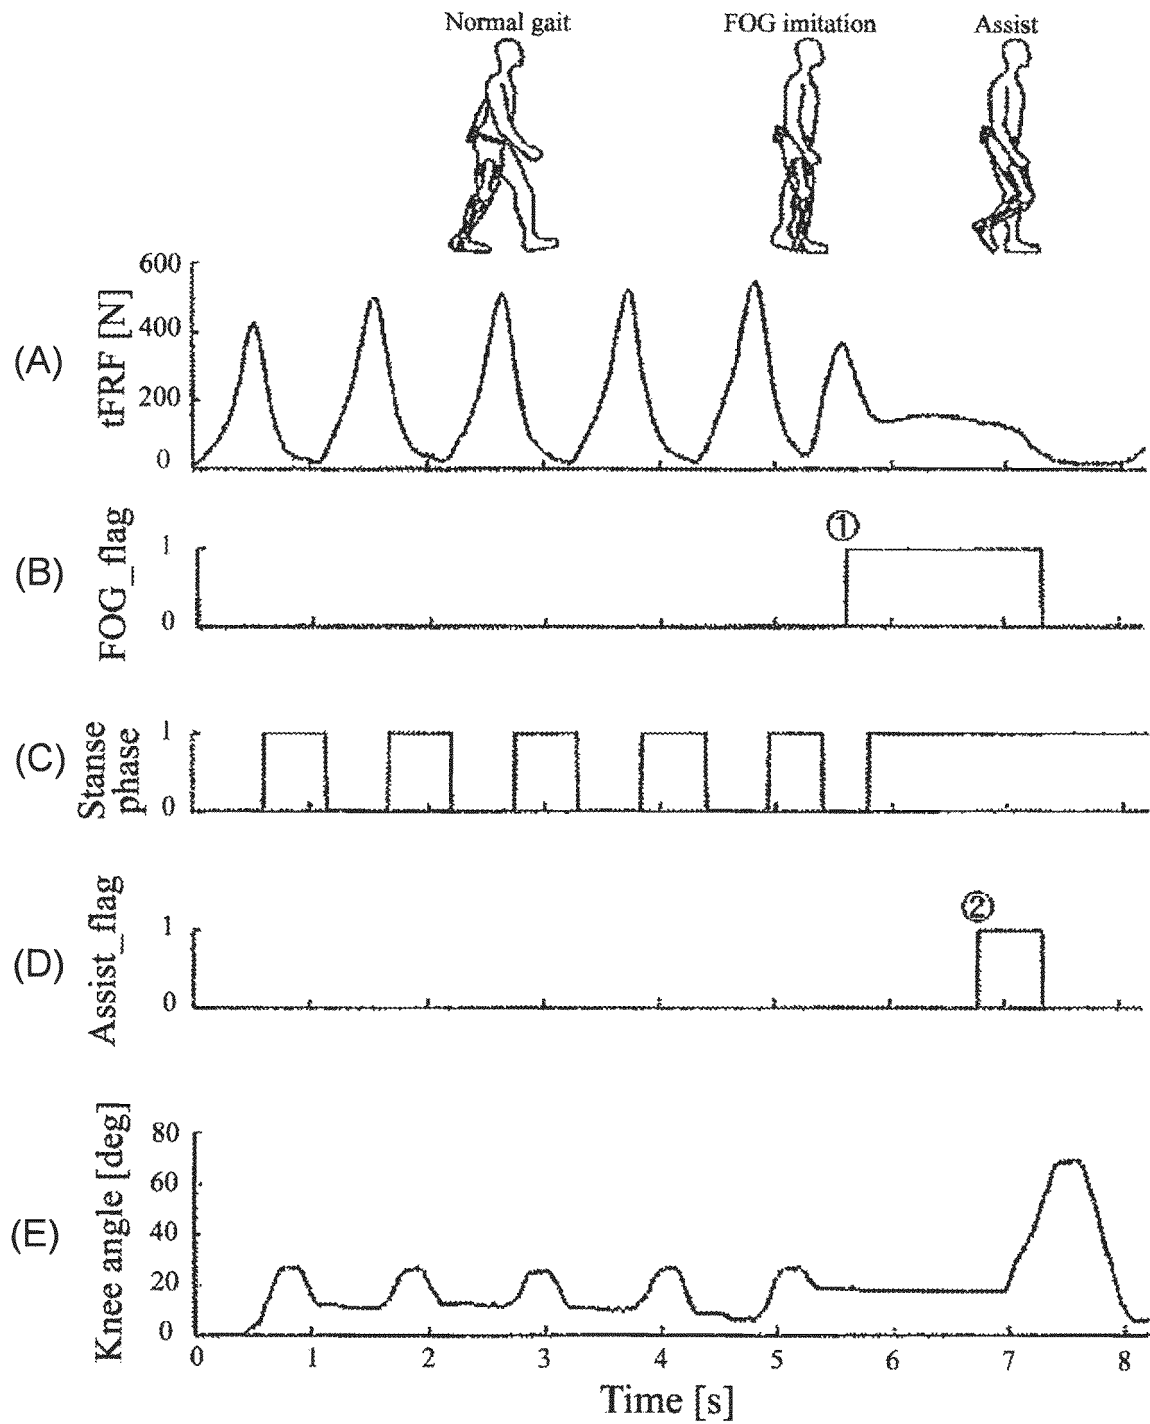 Normal gait FOG imitation Assist
(A)
tFRF [N]
600
400
200
0
(B)
FOG_flag
1
0
①
(C)
Stanse
phase
1
0
(D)
Assist_flag
1
0
②
(E)
Knee angle [deg]
80
60
40
20
0
0 1 2 3 4 5 6 7 8
Time [s]